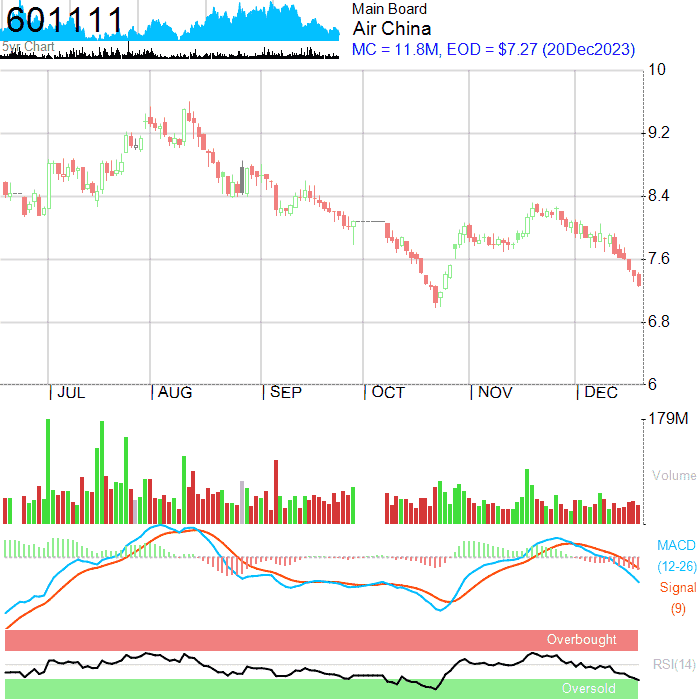 601111
5yr Chart
Main Board
Air China
MC = 11.8M, EOD = $7.27 (20Dec2023)
10
9.2
8.4
7.6
6.8
6
JUL AUG SEP OCT NOV DEC
179M
Volume
MACD
(12-26)
Signal
(9)
Overbought
RSI(14)
Oversold